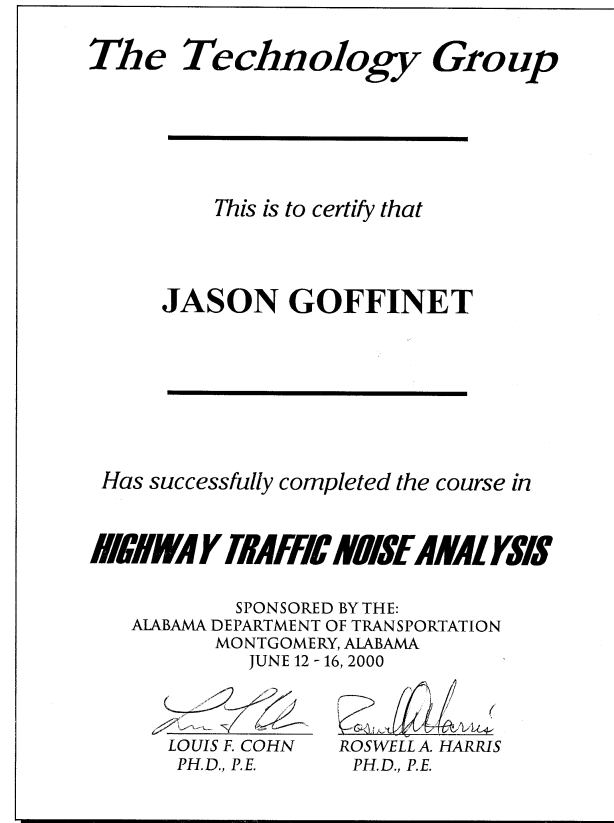 The Technology Group
This is to certify that
JASON GOFFINET
Has successfully completed the course in
HIGHWAY TRAFFIC NOISE ANALYSIS
SPONSORED BY THE:
ALABAMA DEPARTMENT OF TRANSPORTATION
MONTGOMERY, ALABAMA
JUNE 12 - 16, 2000
LOUIS F. COHN ROSWELL A. HARRIS
PH.D., P.E. PH.D., P.E.